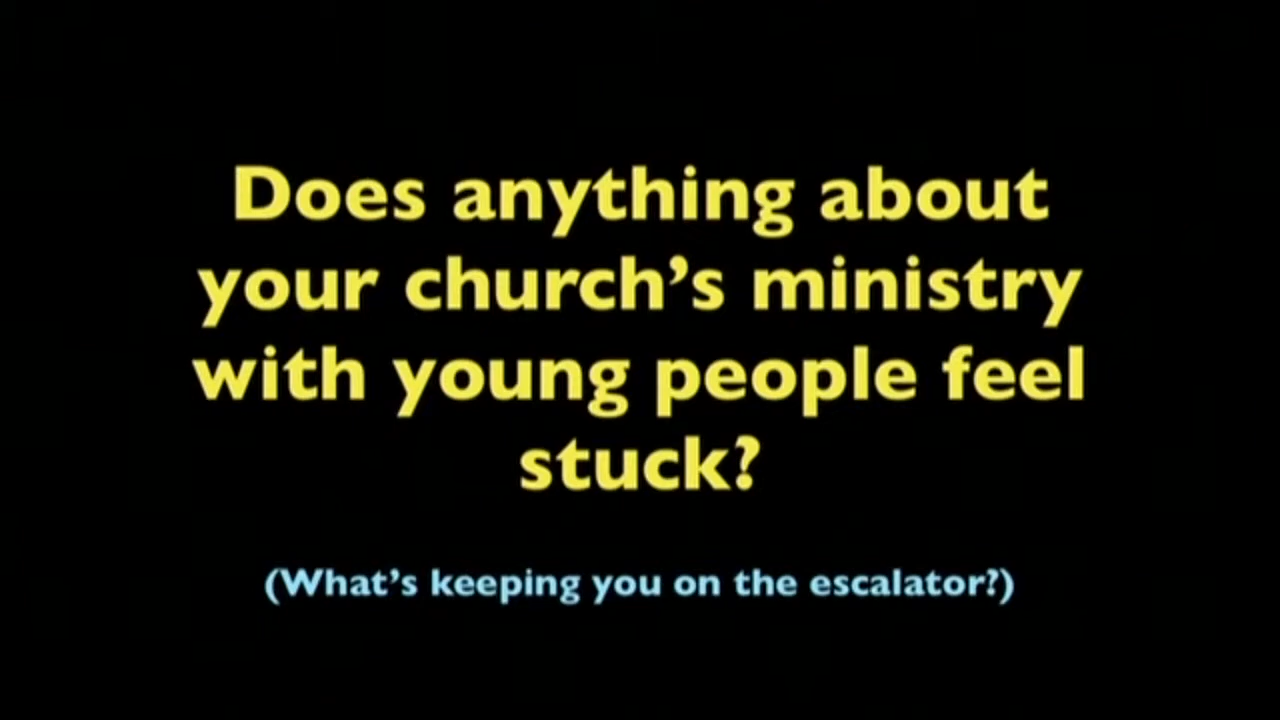 Does anything about
your church’s ministry
with young people feel
stuck?
(What’s keeping you on the escalator?)